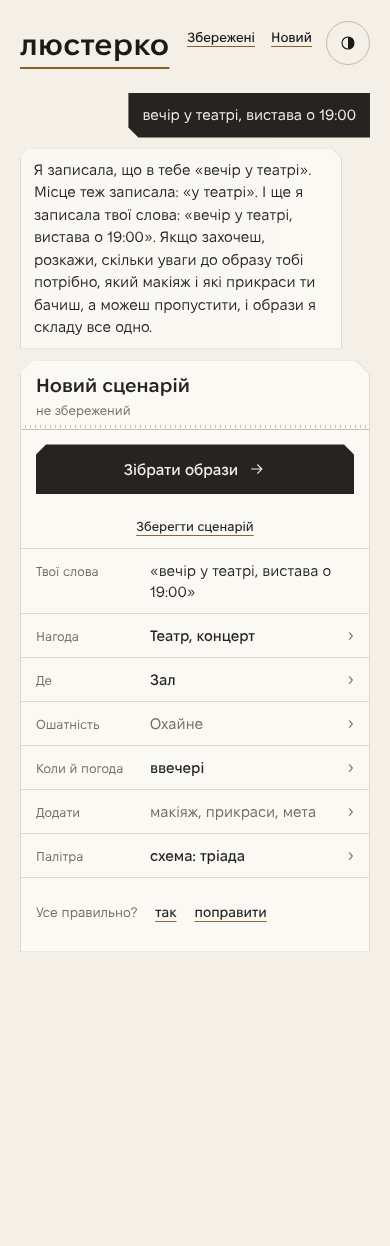 люстерко
Збережені
Новий
вечір у театрі, вистава о 19:00
Я записала, що в тебе «вечір у театрі».
Місце теж записала: «у театрі». І ще я
записала твої слова: «вечір у театрі,
вистава о 19:00». Якщо захочеш,
розкажи, скільки уваги до образу тобі
потрібно, який макіяж і які прикраси ти
бачиш, а можеш пропустити, і образи я
складу все одно.
Новий сценарій
не збережений
Зібрати образи →
Зберегти сценарій
Твої слова
«вечір у театрі, вистава о
19:00»
Нагода
Театр, концерт
Де
Зал
Ошатність
Охайне
Коли й погода
ввечері
Додати
макіяж, прикраси, мета
Палітра
схема: тріада
Усе правильно? так поправити